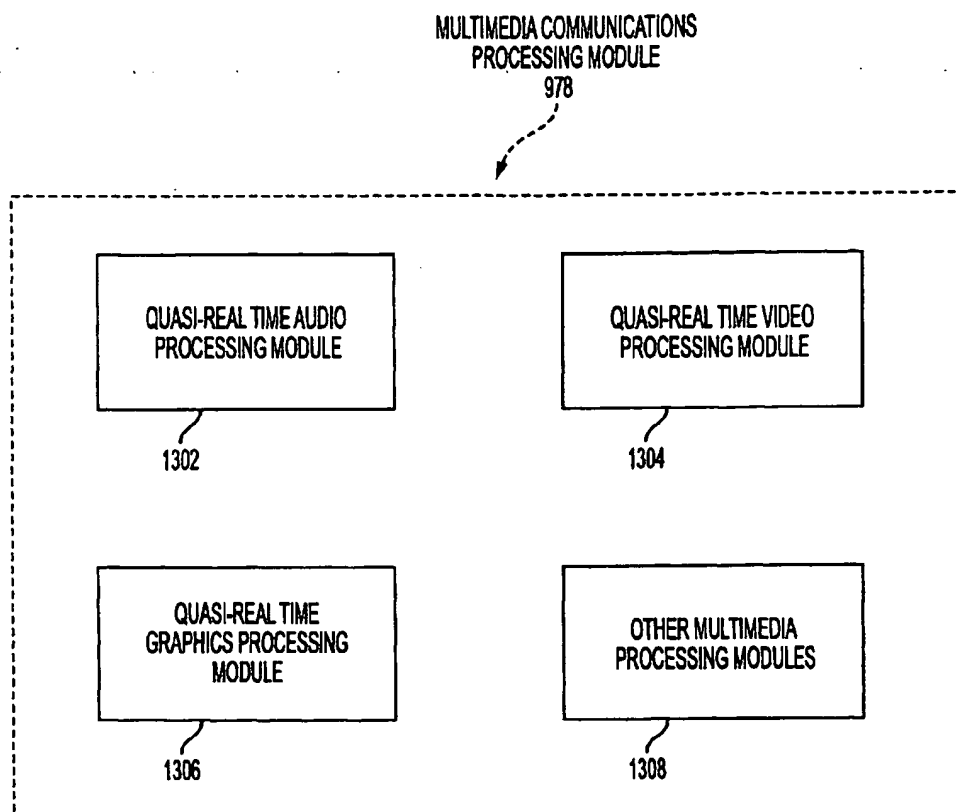 MULTIMEDIA COMMUNICATIONS
PROCESSING MODULE
978
QUASI-REAL TIME AUDIO
PROCESSING MODULE
1302
QUASI-REAL TIME VIDEO
PROCESSING MODULE
1304
QUASI-REAL TIME
GRAPHICS PROCESSING
MODULE
1306
OTHER MULTIMEDIA
PROCESSING MODULES
1308